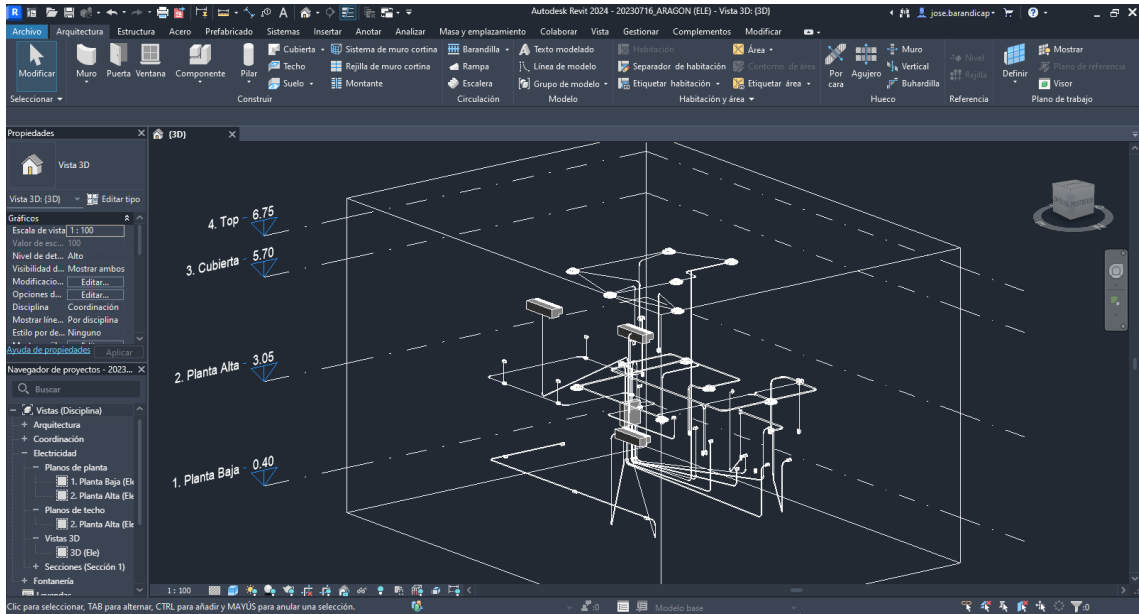 Autodesk Revit 2024 - 20230716_ARAGON (ELE) - Vista 3D: {3D}
jose.barandicap
Archivo Arquitectura Estructura Acero Prefabricado Sistemas Insertar Anotar Analizar Masa y emplazamiento Colaborar Vista Gestionar Complementos Modificar
Modificar
Muro Puerta Ventana Componente Pilar
Cubierta Sistema de muro cortina
Techo Rejilla de muro cortina
Suelo Montante
Barandilla
Rampa
Escalera
Texto modelado
Línea de modelo
Grupo de modelo
Habitación Área
Separador de habitación Contorno de área
Etiquetar habitación Etiquetar área
Por cara Agujero
Muro
Vertical
Buhardilla
Nivel
Rejilla
Definir
Mostrar
Plano de referencia
Visor
Seleccionar Construir Circulación Modelo Habitación y área Hueco Referencia Plano de trabajo
Propiedades X
{3D} X
Vista 3D
Vista 3D: {3D} Editar tipo
Gráficos
Escala de vista 1 : 100
Valor de esc... 100
Nivel de det... Alto
Visibilidad d... Mostrar ambos
Modificacio... Editar...
Opciones d... Editar...
Disciplina Coordinación
Mostrar líne... Por disciplina
Estilo por de... Ninguno
Ayuda de propiedades Aplicar
Navegador de proyectos - 2023... X
Buscar
Vistas (Disciplina)
Arquitectura
Coordinación
Electricidad
Planos de planta
1. Planta Baja (Ele
2. Planta Alta (Ele
Planos de techo
2. Planta Alta (Ele
Vistas 3D
3D (Ele)
Secciones (Sección 1)
Fontanería
4. Top 6.75
3. Cubierta 5.70
2. Planta Alta 3.05
1. Planta Baja 0.40
1 : 100
Clic para seleccionar, TAB para alternar, CTRL para añadir y MAYÚS para anular una selección.
:0
Modelo base
:0